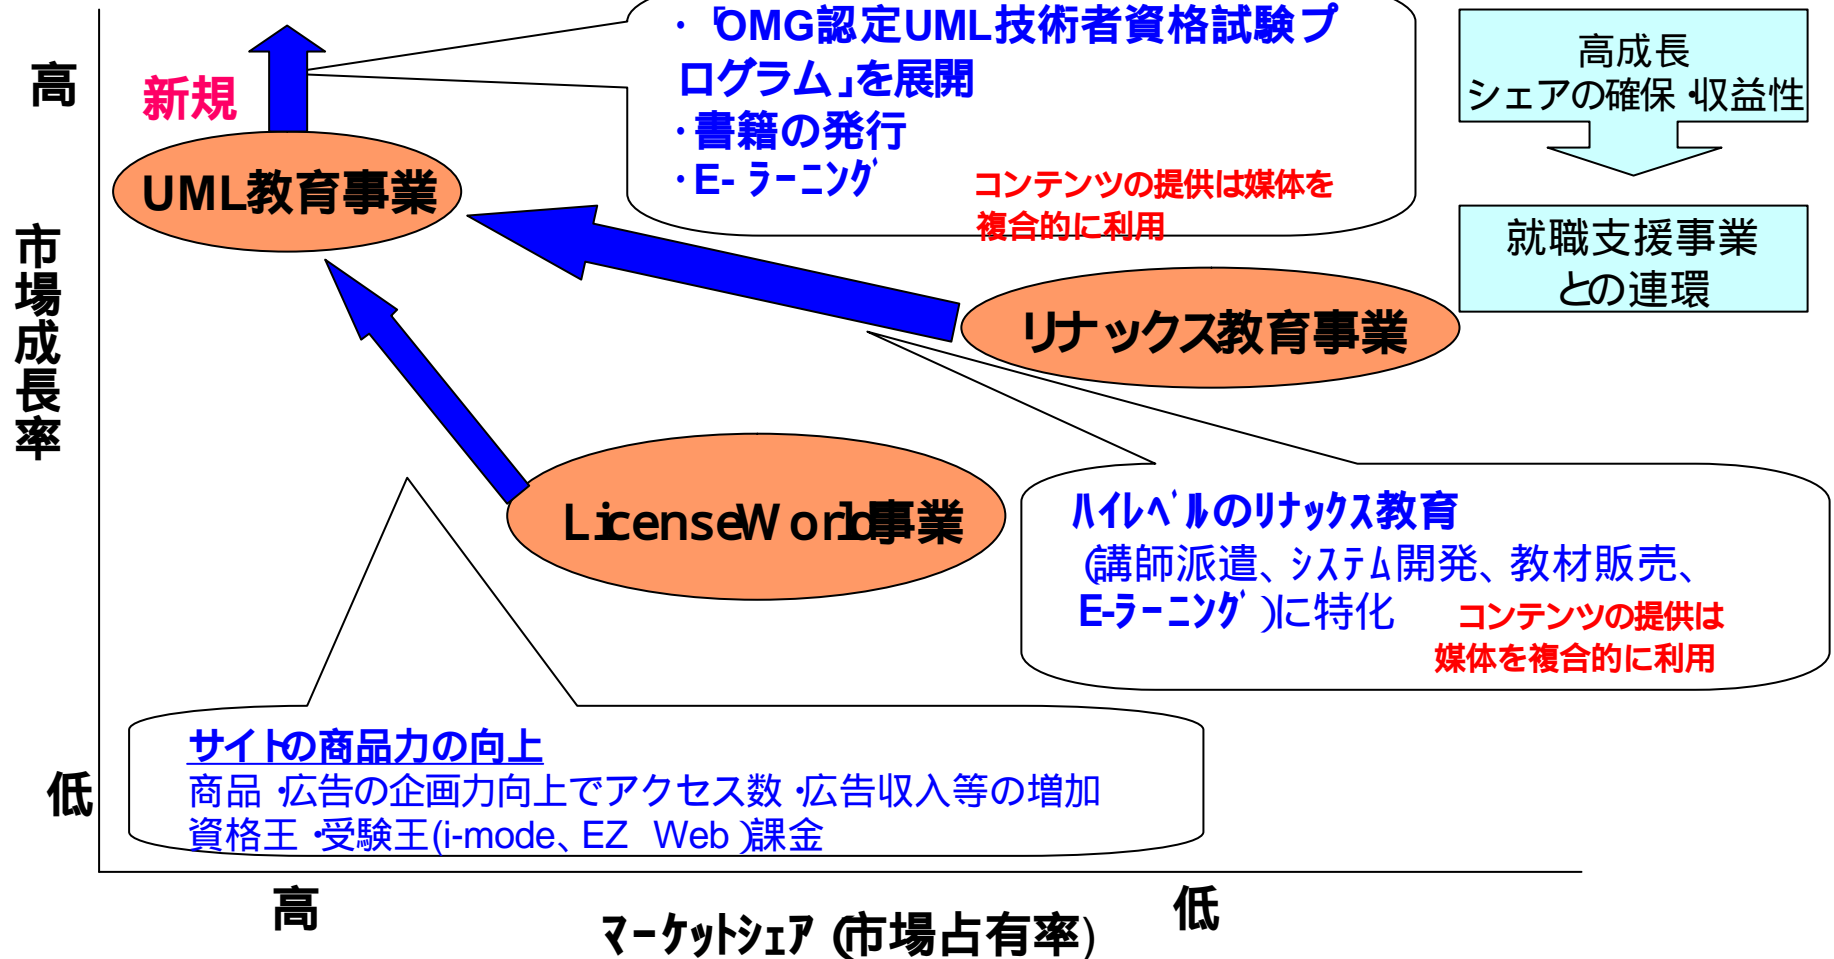 ・「OMG認定UML技術者資格試験プ
ログラム」を展開
・書籍の発行
・E-ラーニング
コンテンツの提供は媒体を
複合的に利用
高成長
シェアの確保・収益性
就職支援事業
との連環
高
新規
UML教育事業
市場成長率
リナックス教育事業
LicenseWorld事業
ハイレベルのリナックス教育
(講師派遣、システム開発、教材販売、
E-ラーニング)に特化
コンテンツの提供は
媒体を複合的に利用
サイトの商品力の向上
商品・広告の企画力向上でアクセス数・広告収入等の増加
資格王・受験王(i-mode、EZ Web)課金
低
高
低
マーケットシェア(市場占有率)